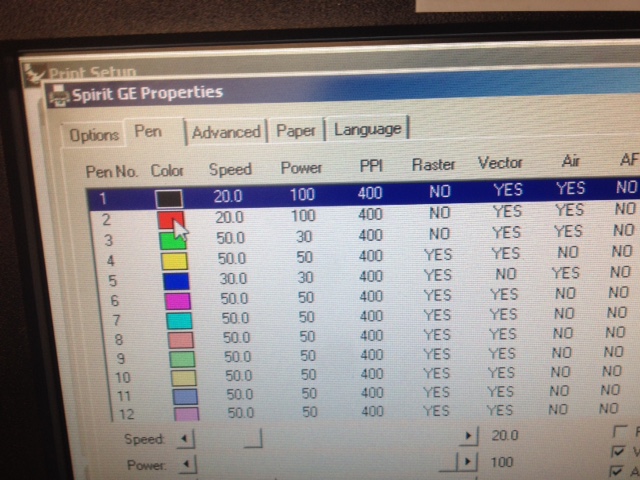 Print Setup
Spirit GE Properties
Options Pen Advanced Paper Language
Pen No. Color Speed Power PPI Raster Vector Air AF
1 20.0 100 400 NO YES YES NO
2 20.0 100 400 NO YES YES NO
3 50.0 30 400 NO YES YES NO
4 50.0 50 400 YES YES NO NO
5 30.0 30 400 YES NO YES NO
6 50.0 50 400 YES YES NO NO
7 50.0 50 400 YES YES NO NO
8 50.0 50 400 YES YES NO NO
9 50.0 50 400 YES YES NO NO
10 50.0 50 400 YES YES NO NO
11 50.0 50 400 YES YES NO NO
12 50.0 50 400 YES YES NO NO
Speed: 20.0
Power: 100